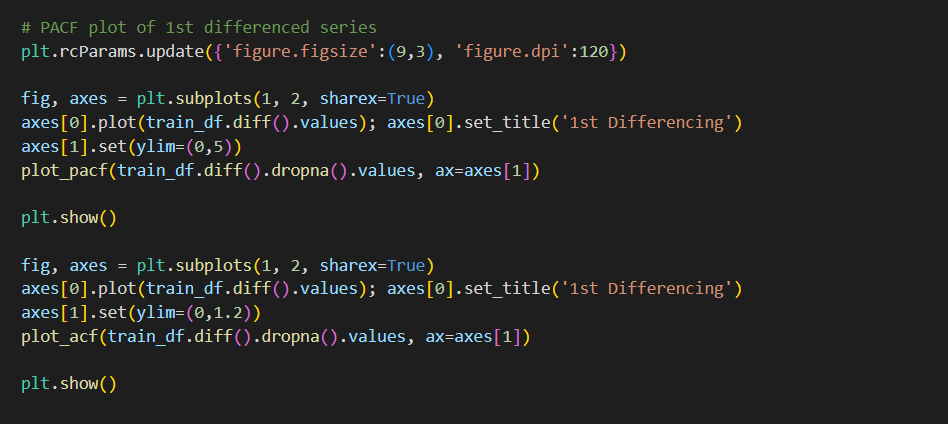 # PACF plot of 1st differenced series
plt.rcParams.update({'figure.figsize':(9,3), 'figure.dpi':120})
fig, axes = plt.subplots(1, 2, sharex=True)
axes[0].plot(train_df.diff().values); axes[0].set_title('1st Differencing')
axes[1].set(ylim=(0,5))
plot_pacf(train_df.diff().dropna().values, ax=axes[1])
plt.show()
fig, axes = plt.subplots(1, 2, sharex=True)
axes[0].plot(train_df.diff().values); axes[0].set_title('1st Differencing')
axes[1].set(ylim=(0,1.2))
plot_acf(train_df.diff().dropna().values, ax=axes[1])
plt.show()